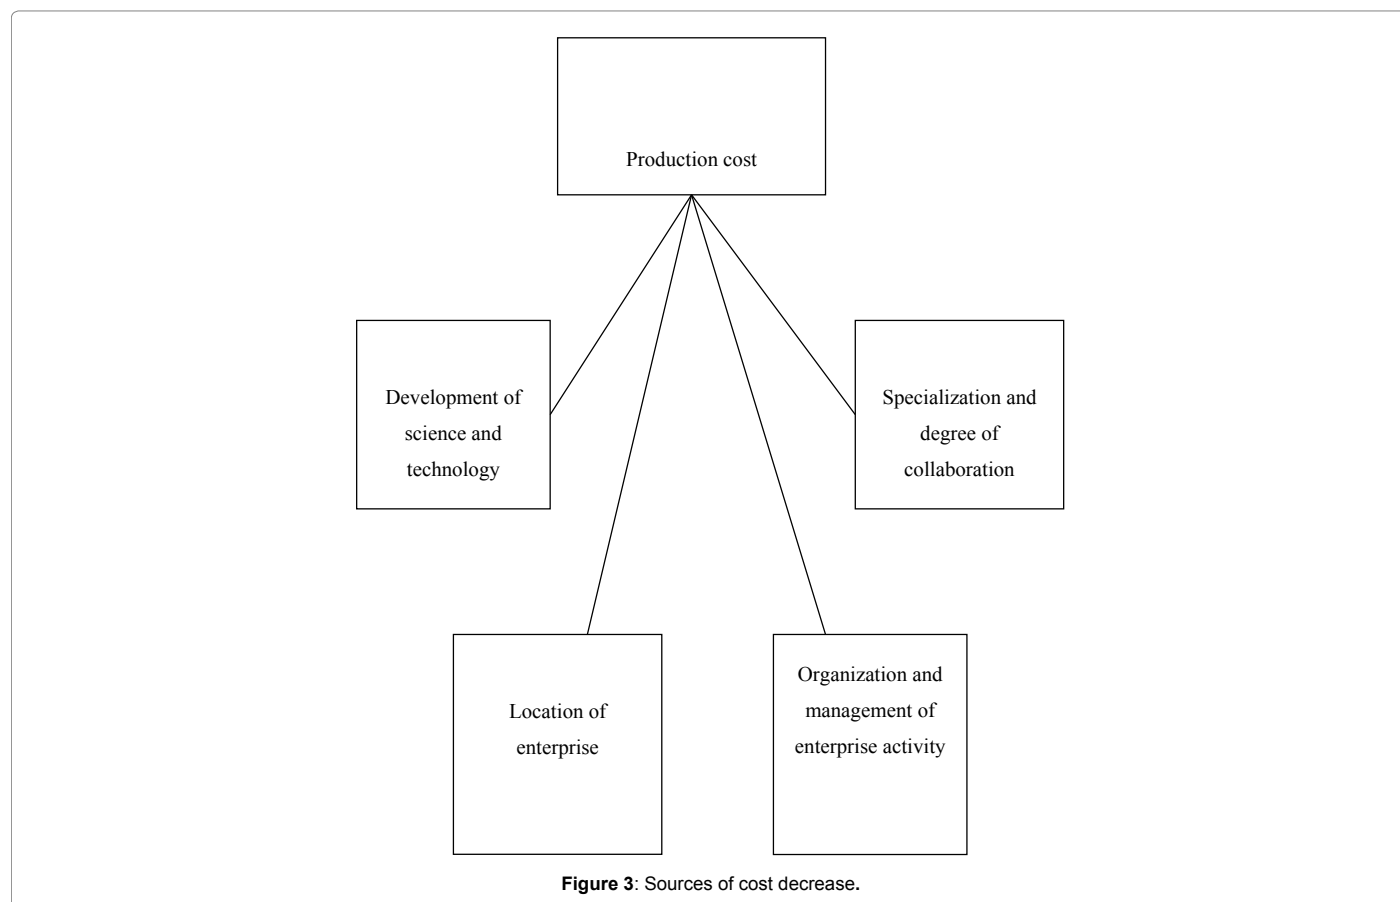 Production cost
Development of
science and
technology
Specialization and
degree of
collaboration
Location of
enterprise
Organization and
management of
enterprise activity
Figure 3: Sources of cost decrease.